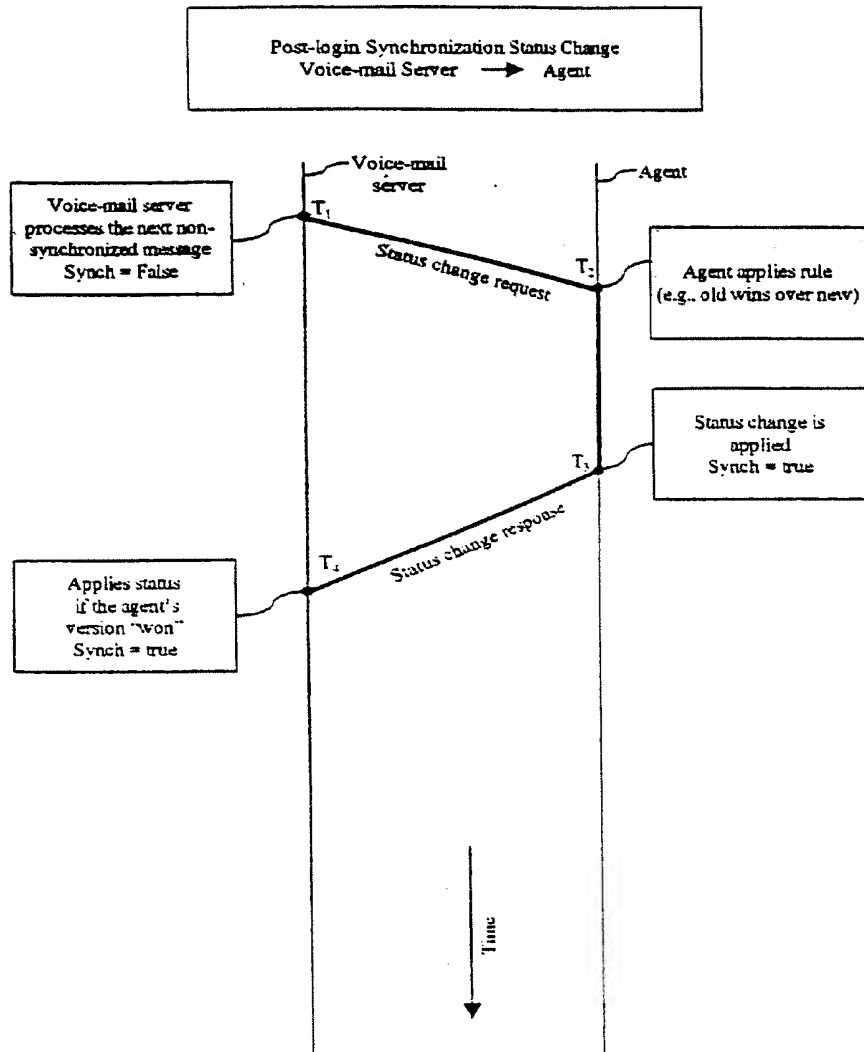 Post-login Synchronization Status Change
Voice-mail Server → Agent
Voice-mail
server
Agent
Voice-mail server
processes the next non-
synchronized message
Synch = False
T1
Status change request
T2
Agent applies rule
(e.g., old wins over new)
Status change is
applied
Synch = true
T3
Status change response
T4
Applies status
if the agent's
version "won"
Synch = true
Time